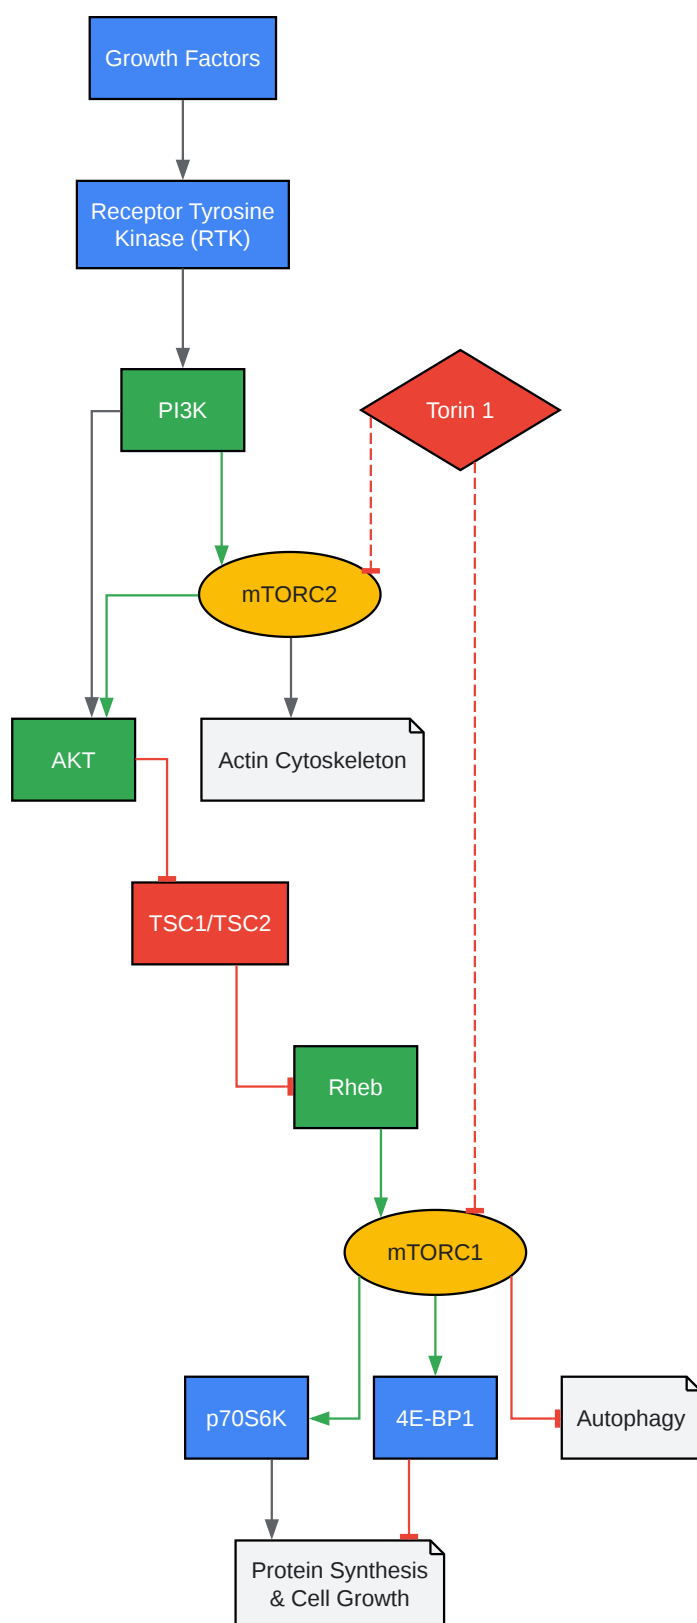 Growth Factors
Receptor Tyrosine
Kinase (RTK)
PI3K
Torin 1
mTORC2
AKT
Actin Cytoskeleton
TSC1/TSC2
Rheb
mTORC1
p70S6K
4E-BP1
Autophagy
Protein Synthesis
& Cell Growth